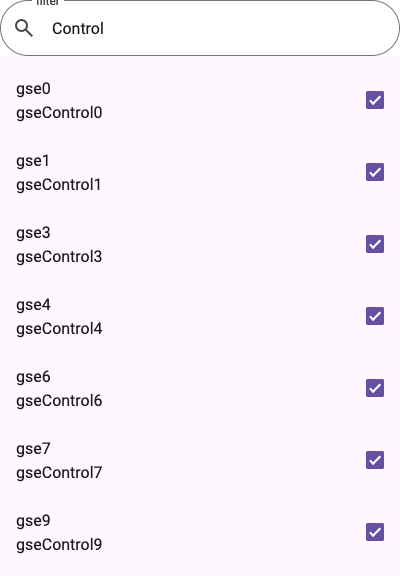 filter
Control
gse0
gseControl0
gse1
gseControl1
gse3
gseControl3
gse4
gseControl4
gse6
gseControl6
gse7
gseControl7
gse9
gseControl9